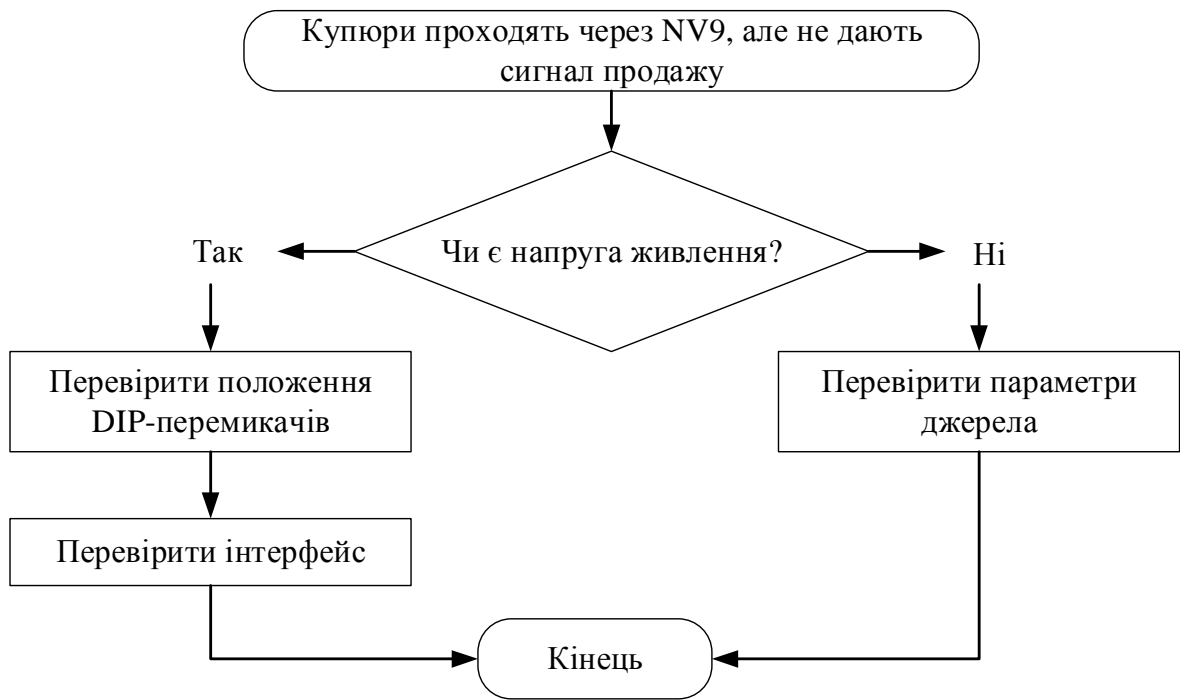 Купюри проходять через NV9, але не дають
сигнал продажу
Чи є напруга живлення?
Так
Ні
Перевірити положення
DIP-перемикачів
Перевірити параметри
джерела
Перевірити інтерфейс
Кінець